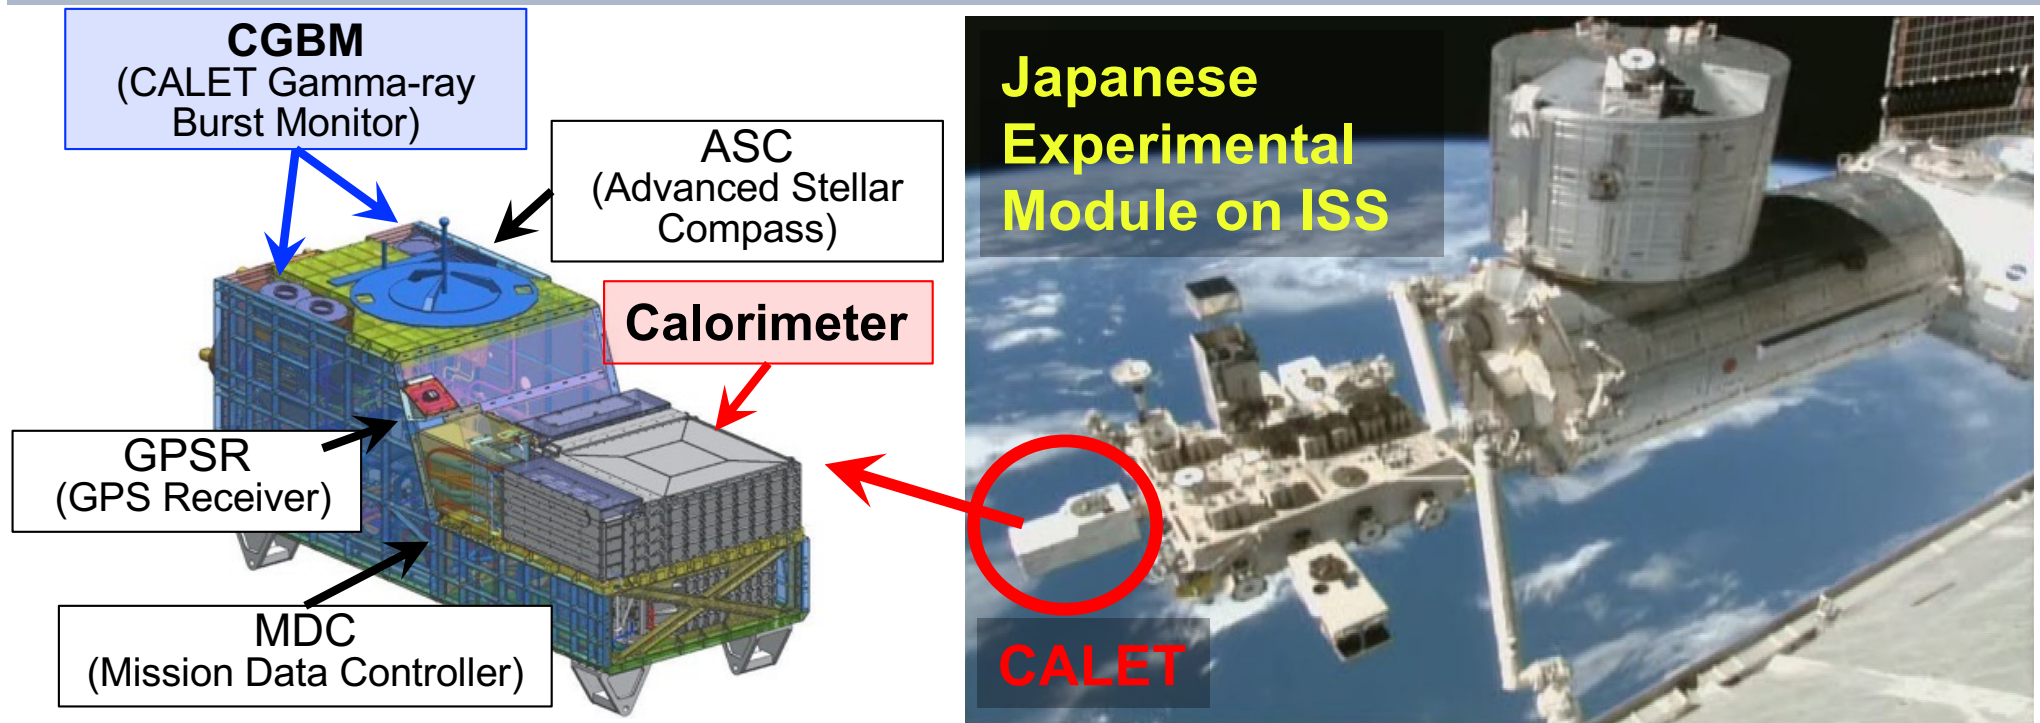 CGBM
(CALET Gamma-ray
Burst Monitor)
ASC
(Advanced Stellar
Compass)
Calorimeter
GPSR
(GPS Receiver)
MDC
(Mission Data Controller)
Japanese
Experimental
Module on ISS
CALET